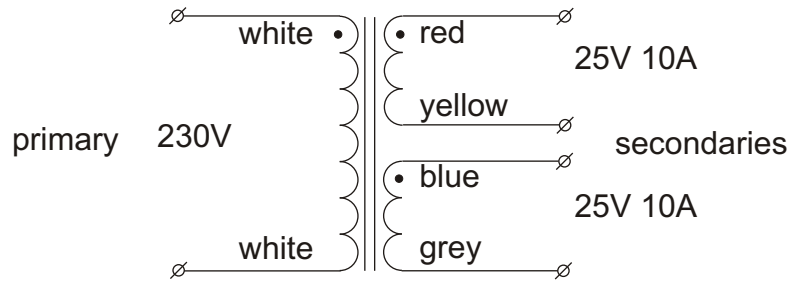 white
red
25V 10A
yellow
primary 230V
secondaries
blue
25V 10A
white
grey